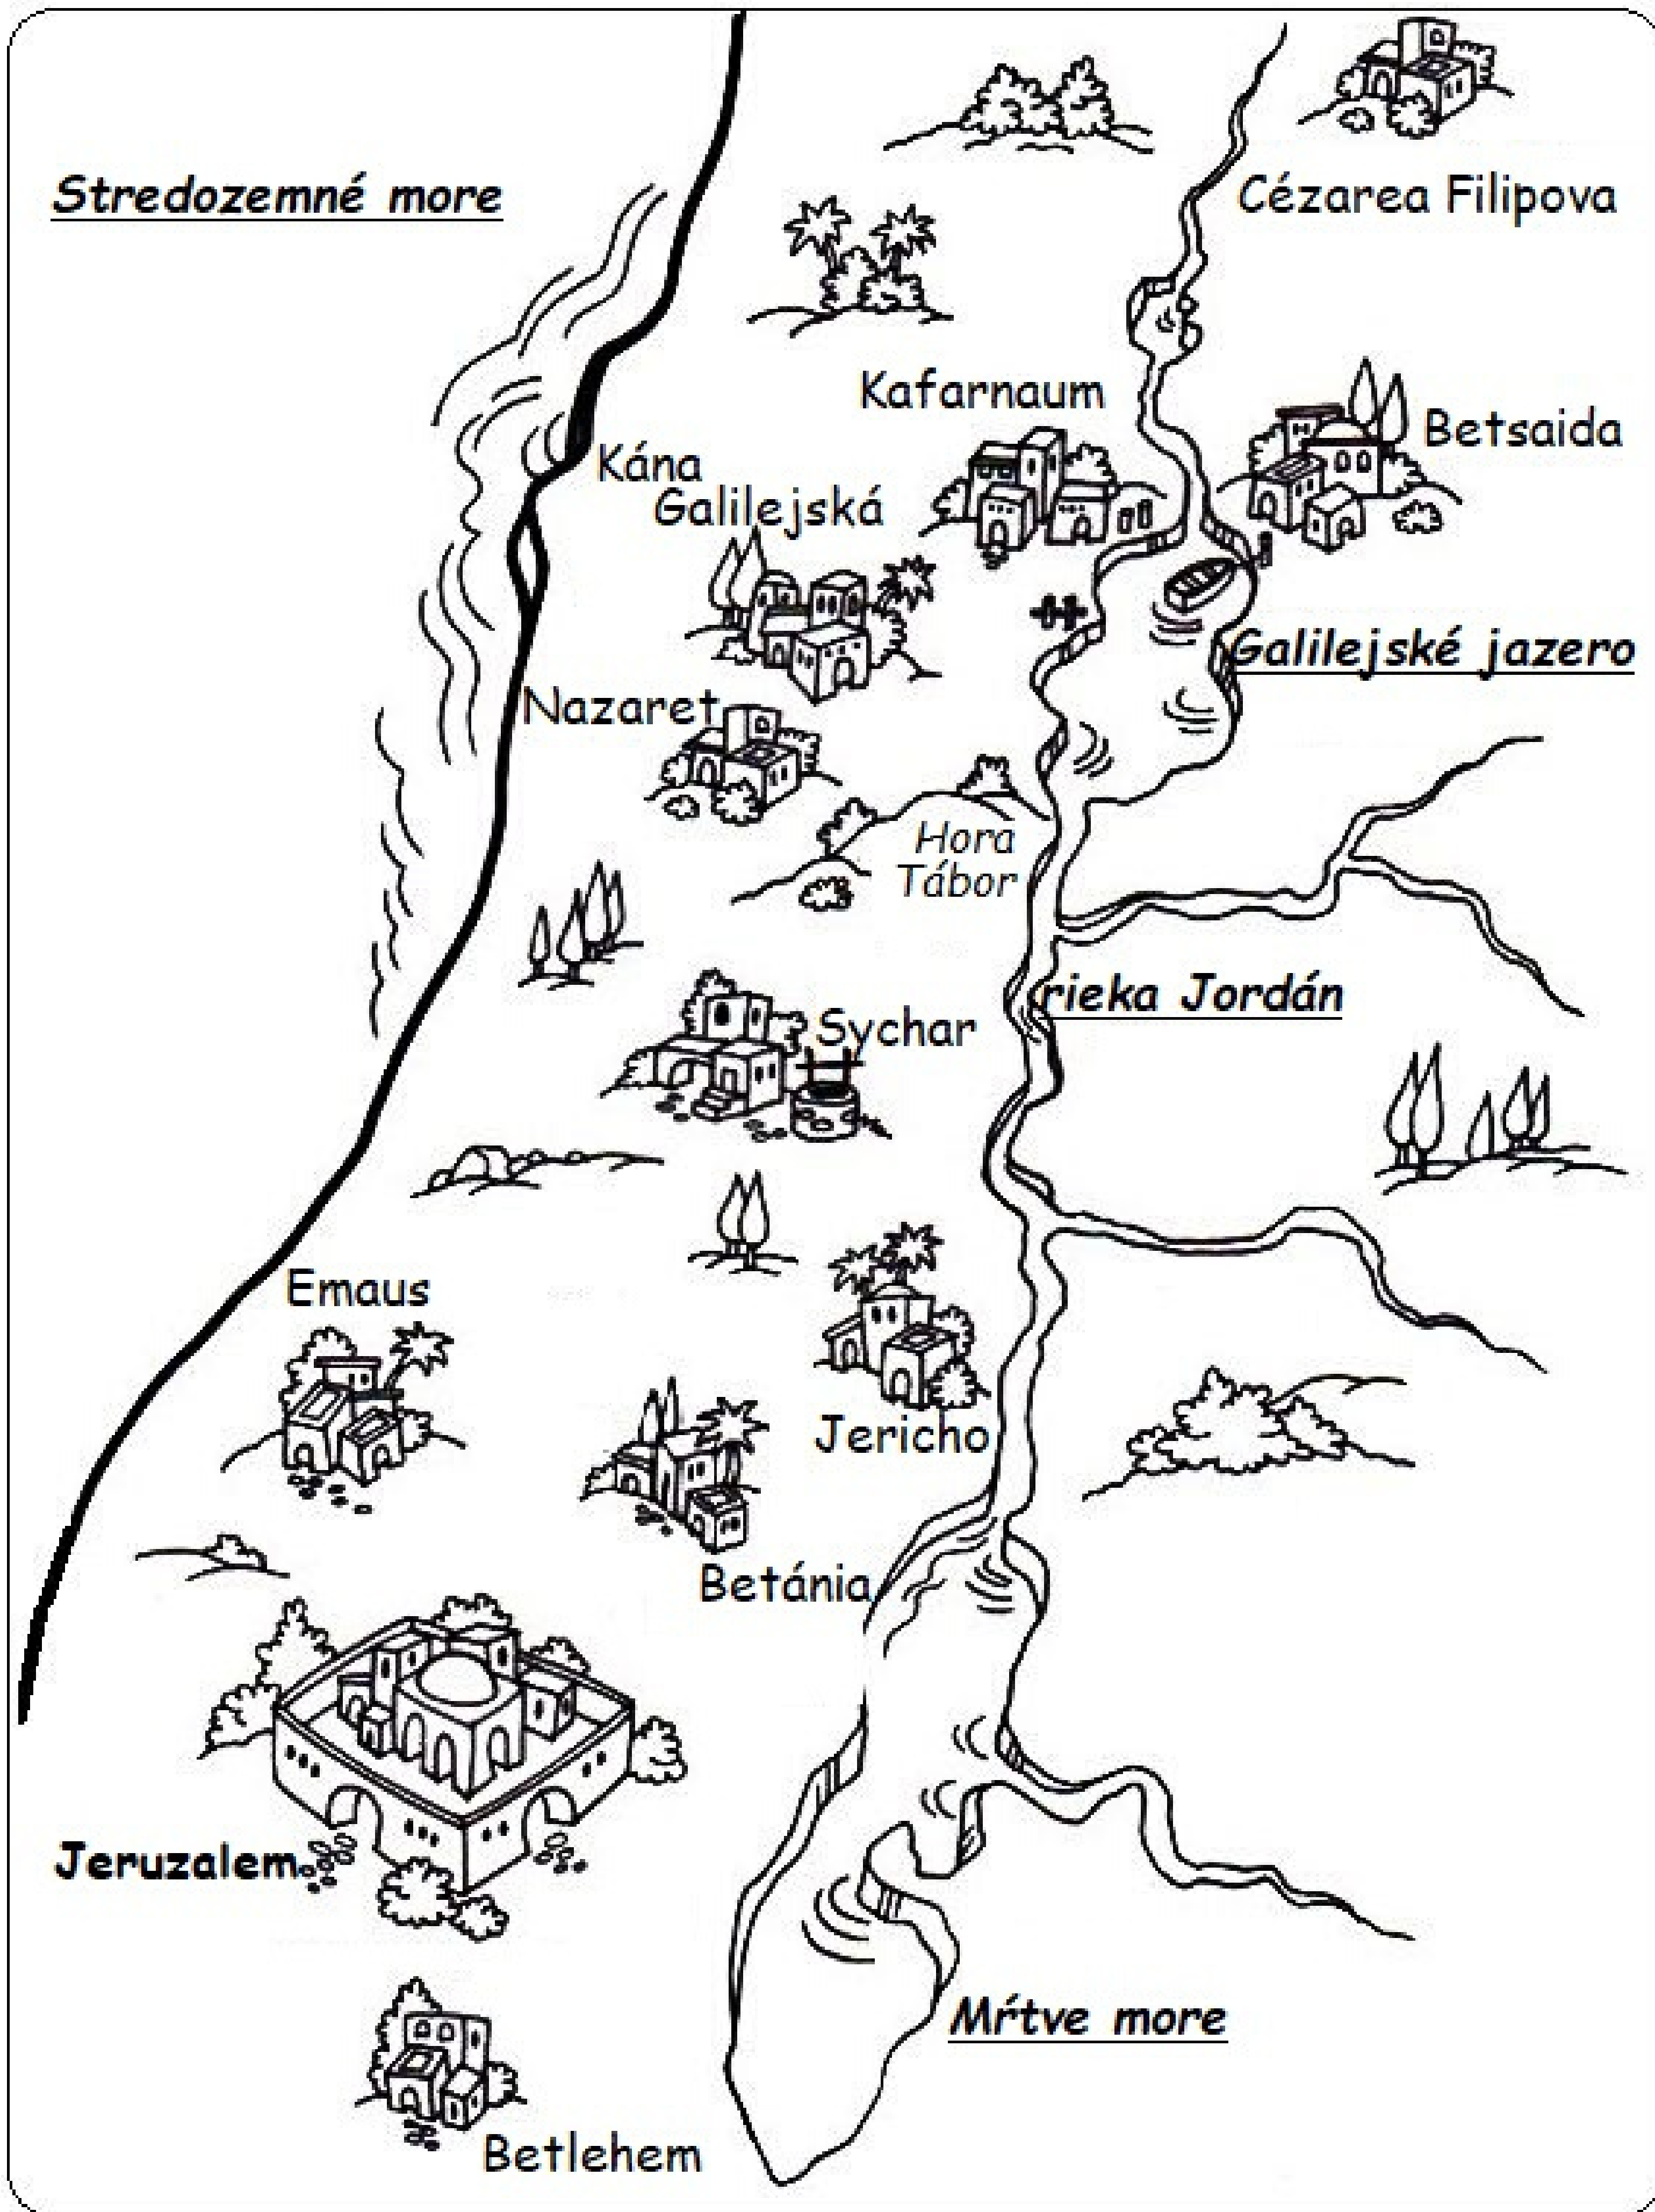 Stredozemné more
Cézarea Filipova
Kafarnaum
Betsaida
Kána
Galilejská
Galilejské jazero
Nazaret
Hora
Tábor
rieka Jordán
Sychar
Emaus
Jericho
Betánia
Jeruzalem
Mŕtve more
Betlehem